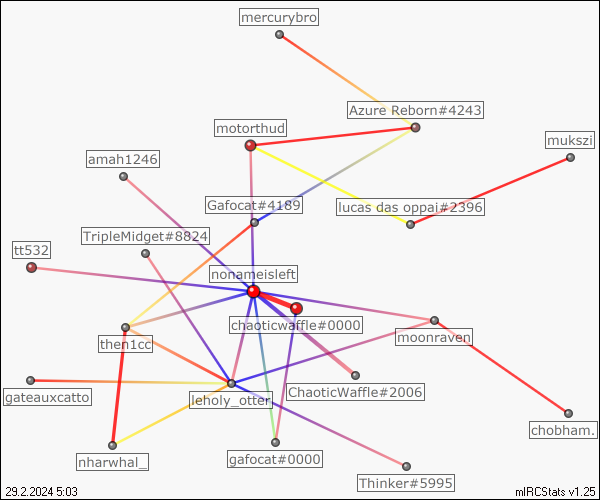 mercurybro
Azure Reborn#4243
motorthud
mukszi
amah1246
Gafocat#4189
lucas das oppai#2396
TripleMidget#8824
tt532
nonameisleft
chaoticwaffle#0000
then1cc
moonraven
gateauxcatto
leholy_otter
ChaoticWaffle#2006
chobham.
nharwhal_
gafocat#0000
Thinker#5995
29.2.2024 5:03
mIRCStats v1.25